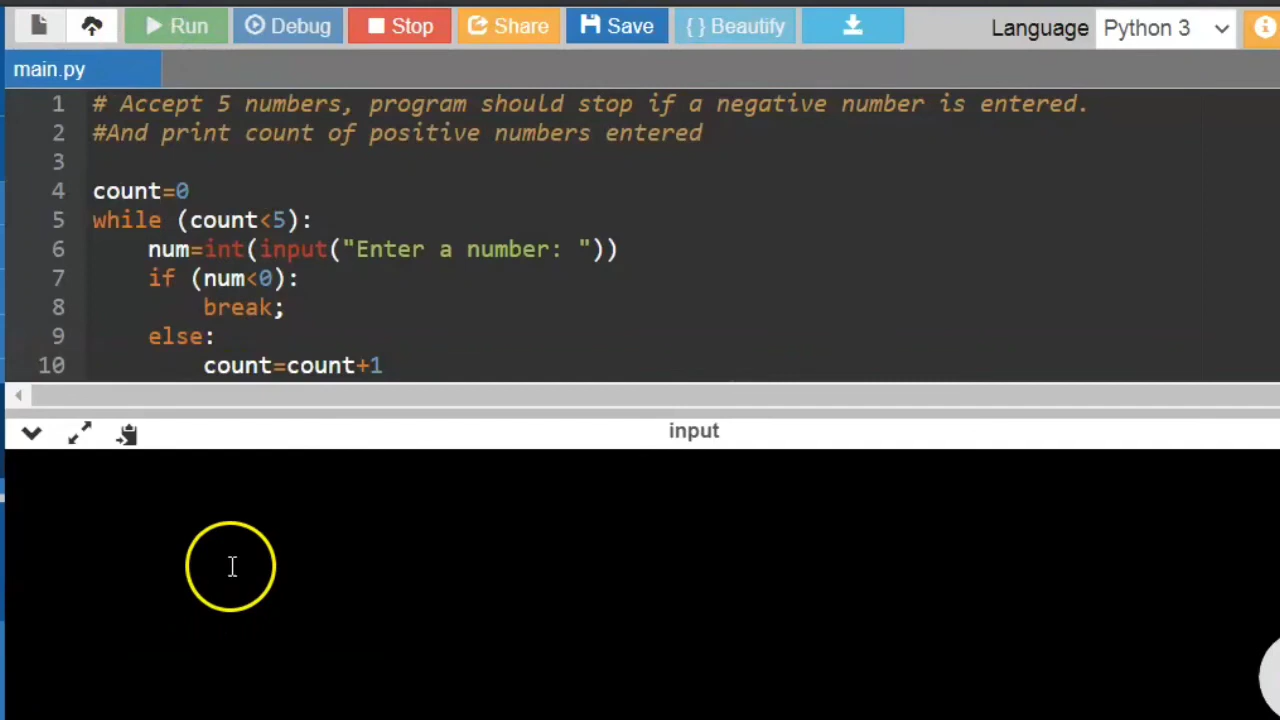 Run Debug Stop Share Save { } Beautify Language Python 3
main.py
1 # Accept 5 numbers, program should stop if a negative number is entered.
2 #And print count of positive numbers entered
3
4 count=0
5 while (count<5):
6 num=int(input("Enter a number: "))
7 if (num<0):
8 break;
9 else:
10 count=count+1
input